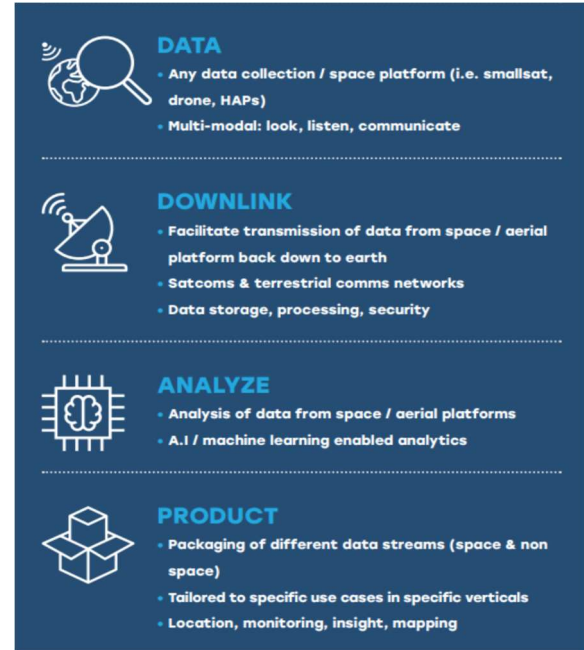 DATA
• Any data collection / space platform (i.e. smallsat,
drone, HAPs)
• Multi-modal: look, listen, communicate
DOWNLINK
• Facilitate transmission of data from space / aerial
platform back down to earth
• Satcoms & terrestrial comms networks
• Data storage, processing, security
ANALYZE
• Analysis of data from space / aerial platforms
• A.I / machine learning enabled analytics
PRODUCT
• Packaging of different data streams (space & non
space)
• Tailored to specific use cases in specific verticals
• Location, monitoring, insight, mapping